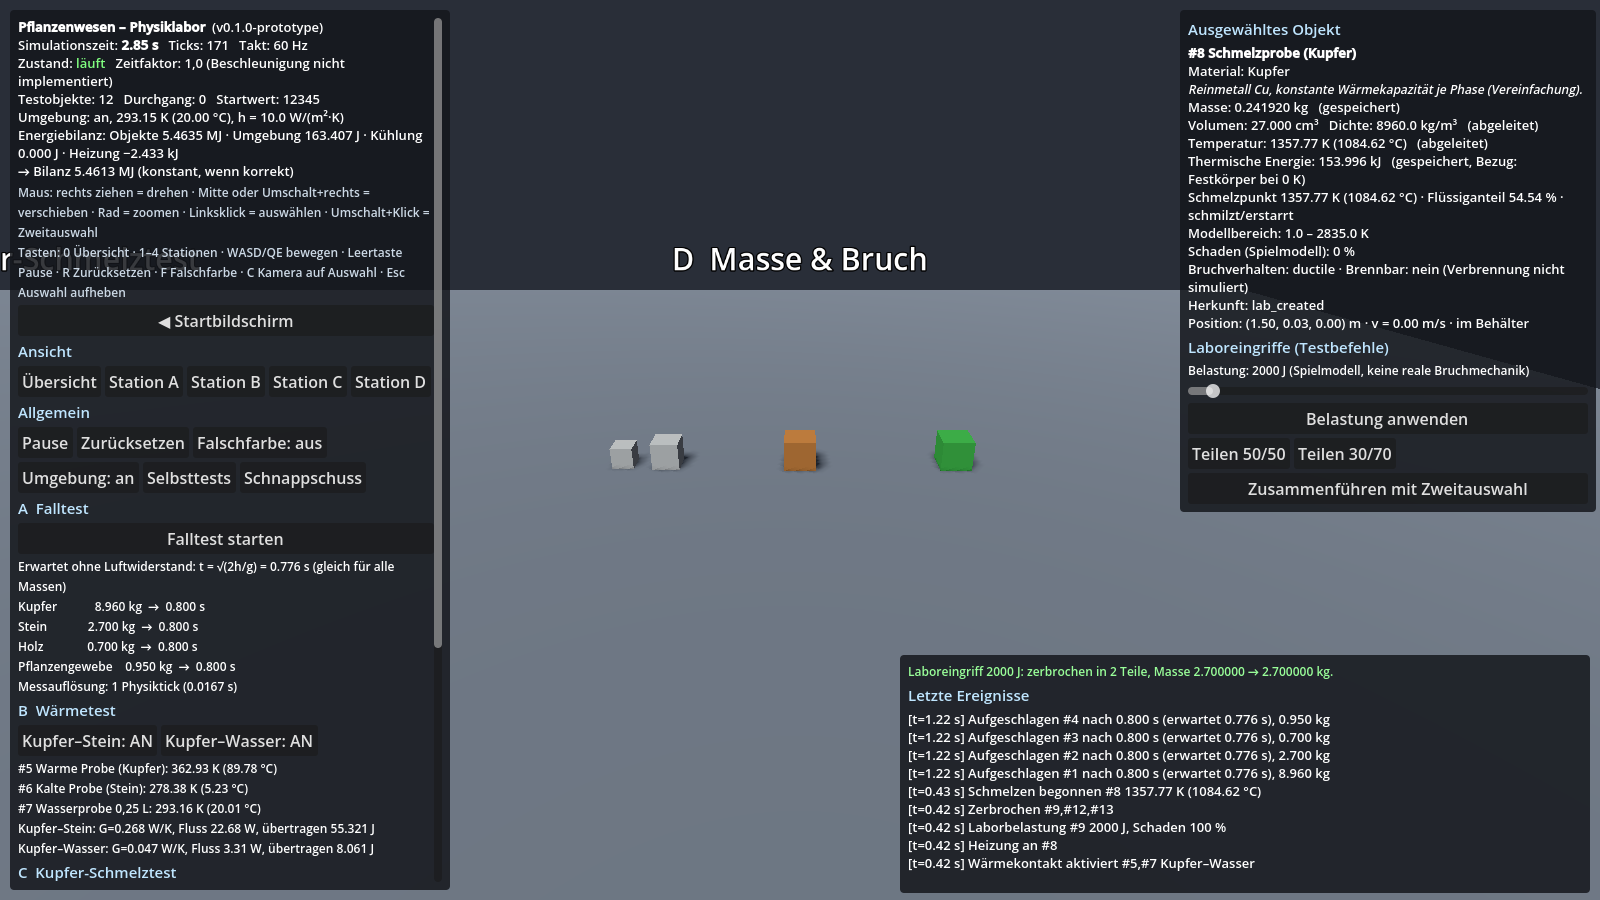 Pflanzenwesen – Physiklabor (v0.1.0-prototype)
Simulationszeit: 2.85 s Ticks: 171 Takt: 60 Hz
Zustand: läuft Zeitfaktor: 1,0 (Beschleunigung nicht
implementiert)
Testobjekte: 12 Durchgang: 0 Startwert: 12345
Umgebung: an, 293.15 K (20.00 °C), h = 10.0 W/(m²·K)
Energiebilanz: Objekte 5.4635 MJ · Umgebung 163.407 J · Kühlung
0.000 J · Heizung −2.433 kJ
→ Bilanz 5.4613 MJ (konstant, wenn korrekt)
Maus: rechts ziehen = drehen · Mitte oder Umschalt+rechts =
verschieben · Rad = zoomen · Linksklick = auswählen · Umschalt+Klick =
Zweitauswahl
Tasten: 0 Übersicht · 1–4 Stationen · WASD/QE bewegen · Leertaste
Pause · R Zurücksetzen · F Falschfarbe · C Kamera auf Auswahl · Esc
Auswahl aufheben
r-Schmelztest
◀ Startbildschirm
Ansicht
Übersicht Station A Station B Station C Station D
Allgemein
Pause Zurücksetzen Falschfarbe: aus
Umgebung: an Selbsttests Schnappschuss
A Falltest
Falltest starten
Erwartet ohne Luftwiderstand: t = √(2h/g) = 0.776 s (gleich für alle
Massen)
Kupfer 8.960 kg → 0.800 s
Stein 2.700 kg → 0.800 s
Holz 0.700 kg → 0.800 s
Pflanzengewebe 0.950 kg → 0.800 s
Messauflösung: 1 Physiktick (0.0167 s)
B Wärmetest
Kupfer–Stein: AN Kupfer–Wasser: AN
#5 Warme Probe (Kupfer): 362.93 K (89.78 °C)
#6 Kalte Probe (Stein): 278.38 K (5.23 °C)
#7 Wasserprobe 0,25 L: 293.16 K (20.01 °C)
Kupfer–Stein: G=0.268 W/K, Fluss 22.68 W, übertragen 55.321 J
Kupfer–Wasser: G=0.047 W/K, Fluss 3.31 W, übertragen 8.061 J
C Kupfer-Schmelztest
D Masse & Bruch
Ausgewähltes Objekt
#8 Schmelzprobe (Kupfer)
Material: Kupfer
Reinmetall Cu, konstante Wärmekapazität je Phase (Vereinfachung).
Masse: 0.241920 kg (gespeichert)
Volumen: 27.000 cm³ Dichte: 8960.0 kg/m³ (abgeleitet)
Temperatur: 1357.77 K (1084.62 °C) (abgeleitet)
Thermische Energie: 153.996 kJ (gespeichert, Bezug:
Festkörper bei 0 K)
Schmelzpunkt 1357.77 K (1084.62 °C) · Flüssiganteil 54.54 % ·
schmilzt/erstarrt
Modellbereich: 1.0 – 2835.0 K
Schaden (Spielmodell): 0 %
Bruchverhalten: ductile · Brennbar: nein (Verbrennung nicht
simuliert)
Herkunft: lab_created
Position: (1.50, 0.03, 0.00) m · v = 0.00 m/s · im Behälter
Laboreingriffe (Testbefehle)
Belastung: 2000 J (Spielmodell, keine reale Bruchmechanik)
Belastung anwenden
Teilen 50/50 Teilen 30/70
Zusammenführen mit Zweitauswahl
Laboreingriff 2000 J: zerbrochen in 2 Teile, Masse 2.700000 → 2.700000 kg.
Letzte Ereignisse
[t=1.22 s] Aufgeschlagen #4 nach 0.800 s (erwartet 0.776 s), 0.950 kg
[t=1.22 s] Aufgeschlagen #3 nach 0.800 s (erwartet 0.776 s), 0.700 kg
[t=1.22 s] Aufgeschlagen #2 nach 0.800 s (erwartet 0.776 s), 2.700 kg
[t=1.22 s] Aufgeschlagen #1 nach 0.800 s (erwartet 0.776 s), 8.960 kg
[t=0.43 s] Schmelzen begonnen #8 1357.77 K (1084.62 °C)
[t=0.42 s] Zerbrochen #9,#12,#13
[t=0.42 s] Laborbelastung #9 2000 J, Schaden 100 %
[t=0.42 s] Heizung an #8
[t=0.42 s] Wärmekontakt aktiviert #5,#7 Kupfer–Wasser